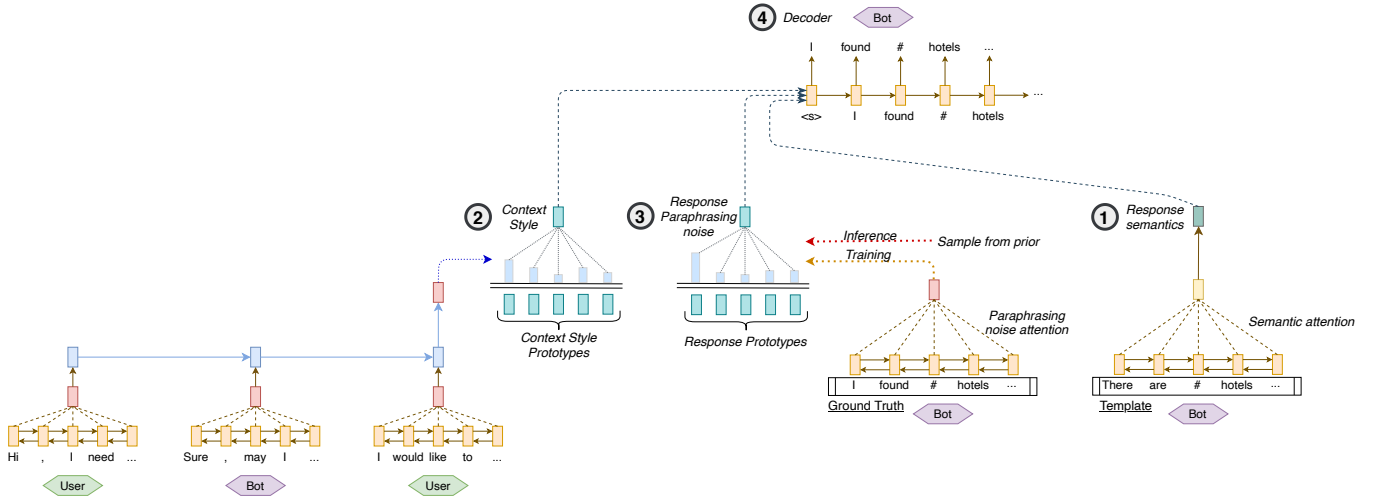 4 Decoder Bot
I found # hotels ...
...
<s> I found # hotels
2 Context
Style
3 Response
Paraphrasing
noise
1 Response
semantics
Inference
Sample from prior
Training
Context Style
Prototypes
Response Prototypes
Paraphrasing
noise attention
Semantic attention
I found # hotels ...
Ground Truth
Bot
There are # hotels ...
Template
Bot
Hi , I need ...
User
Sure , may I ...
Bot
I would like to ...
User